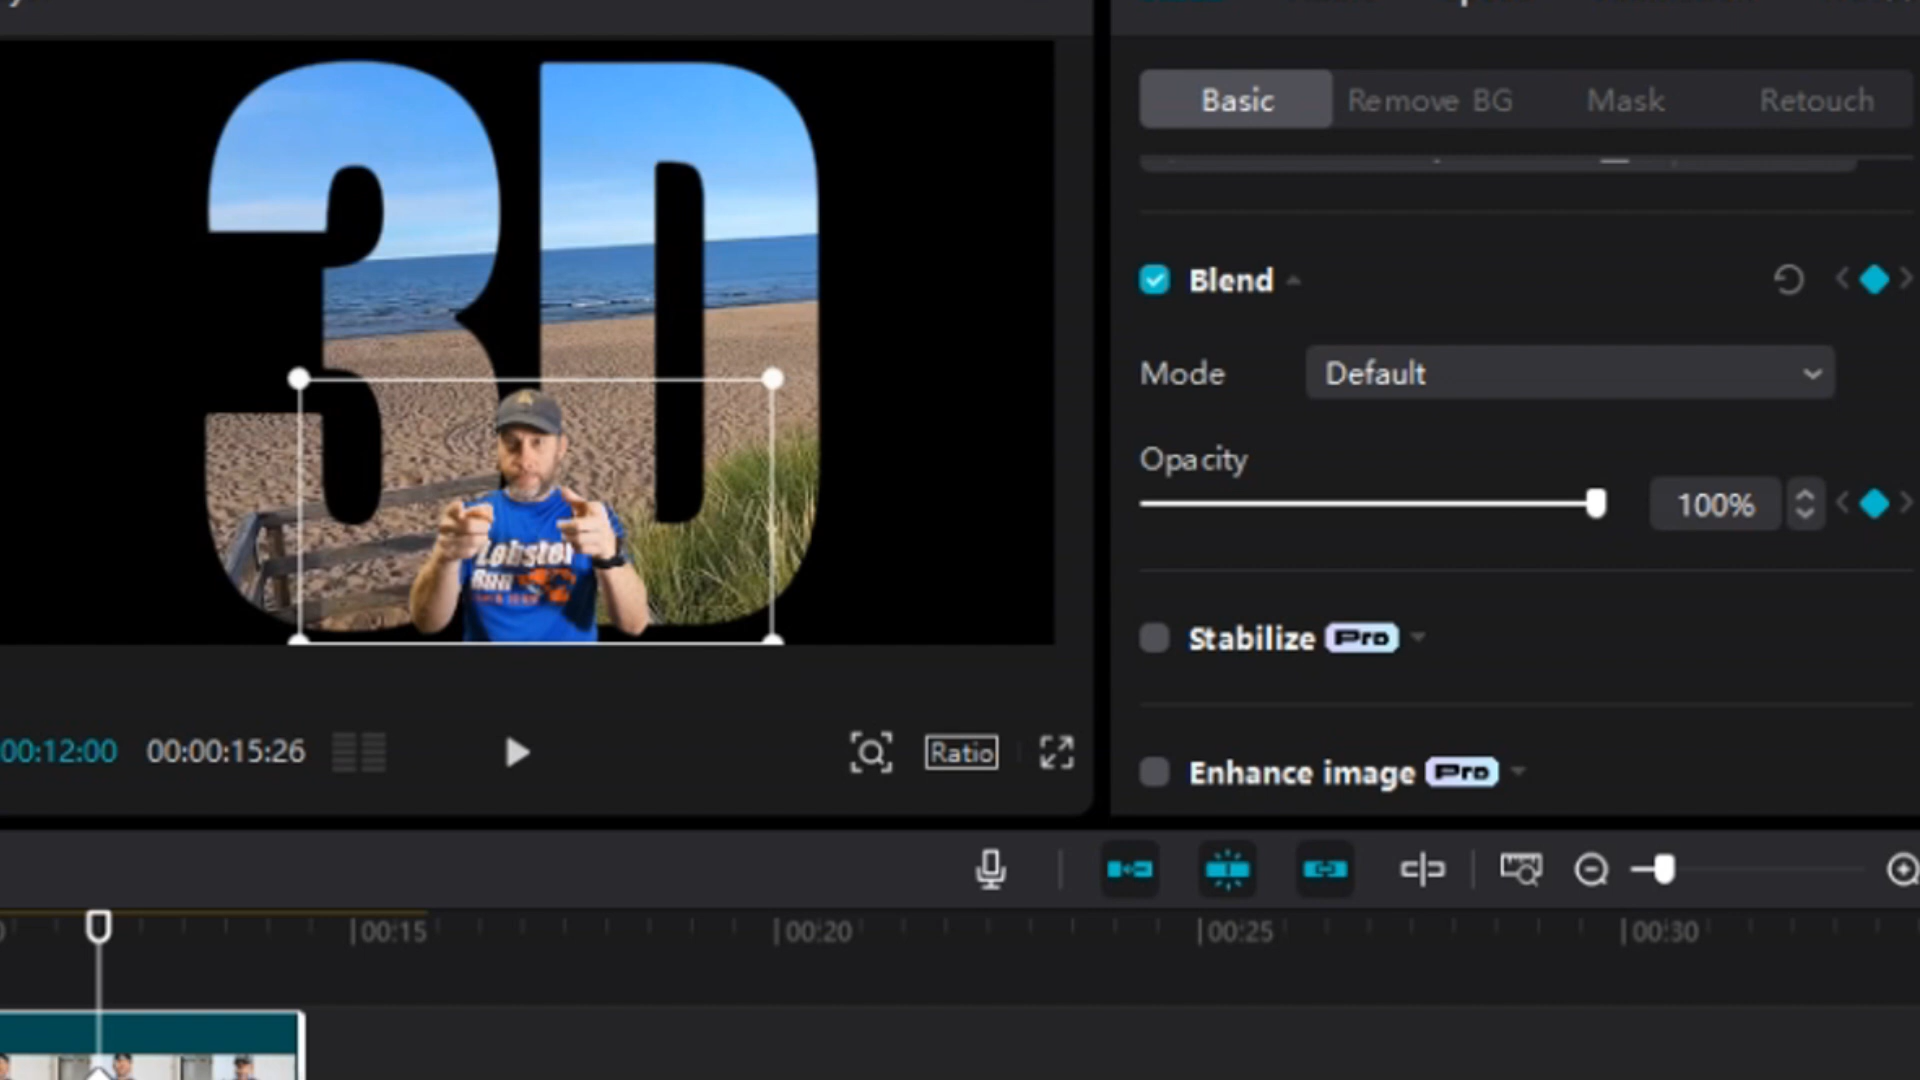 3D
Lobster
Run
Basic
Remove BG
Mask
Retouch
Blend
Mode
Default
Opacity
100%
Stabilize Pro
Enhance image Pro
00:12:00
00:00:15:26
Ratio
00:15
00:20
00:25
00:30